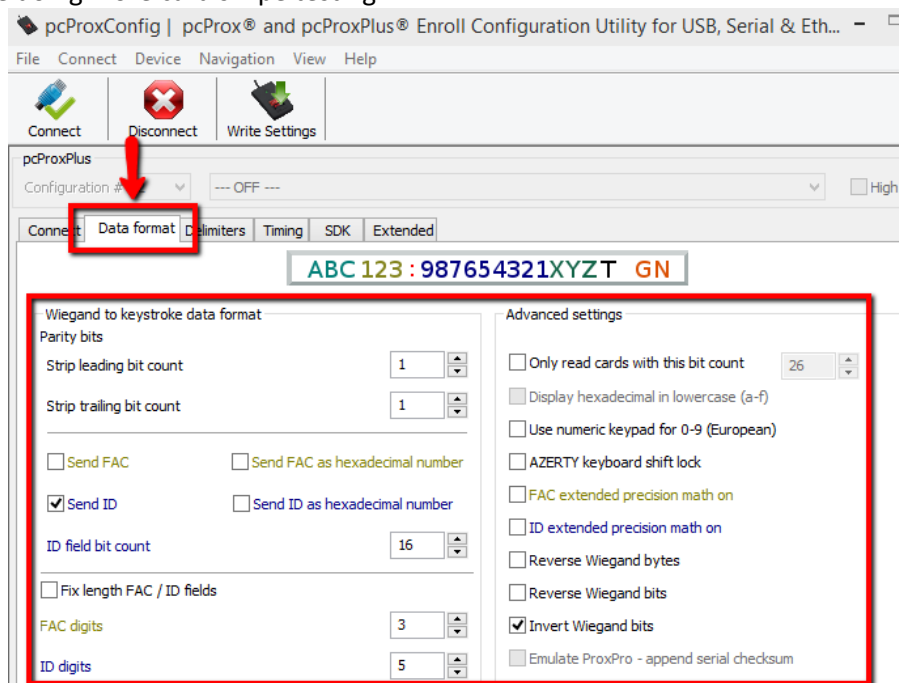 pcProxConfig | pcProx® and pcProxPlus® Enroll Configuration Utility for USB, Serial & Eth...
File Connect Device Navigation View Help
Connect Disconnect Write Settings
pcProxPlus
Configuration # --- OFF --- High
Connect Data format Delimiters Timing SDK Extended
ABC 123 : 987654321XYZT GN
Wiegand to keystroke data format
Parity bits
Strip leading bit count 1
Strip trailing bit count 1
Send FAC Send FAC as hexadecimal number
Send ID Send ID as hexadecimal number
ID field bit count 16
Fix length FAC / ID fields
FAC digits 3
ID digits 5
Advanced settings
Only read cards with this bit count 26
Display hexadecimal in lowercase (a-f)
Use numeric keypad for 0-9 (European)
AZERTY keyboard shift lock
FAC extended precision math on
ID extended precision math on
Reverse Wiegand bytes
Reverse Wiegand bits
Invert Wiegand bits
Emulate ProxPro - append serial checksum